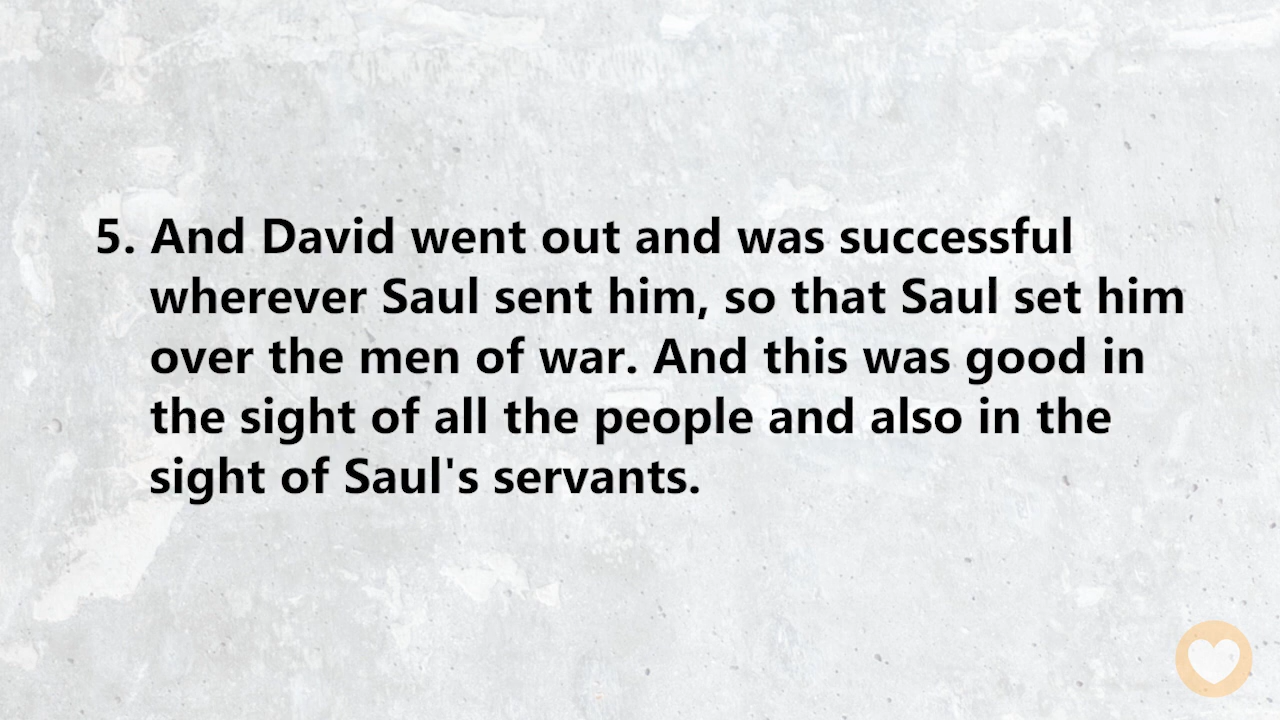 5. And David went out and was successful
wherever Saul sent him, so that Saul set him
over the men of war. And this was good in
the sight of all the people and also in the
sight of Saul's servants.